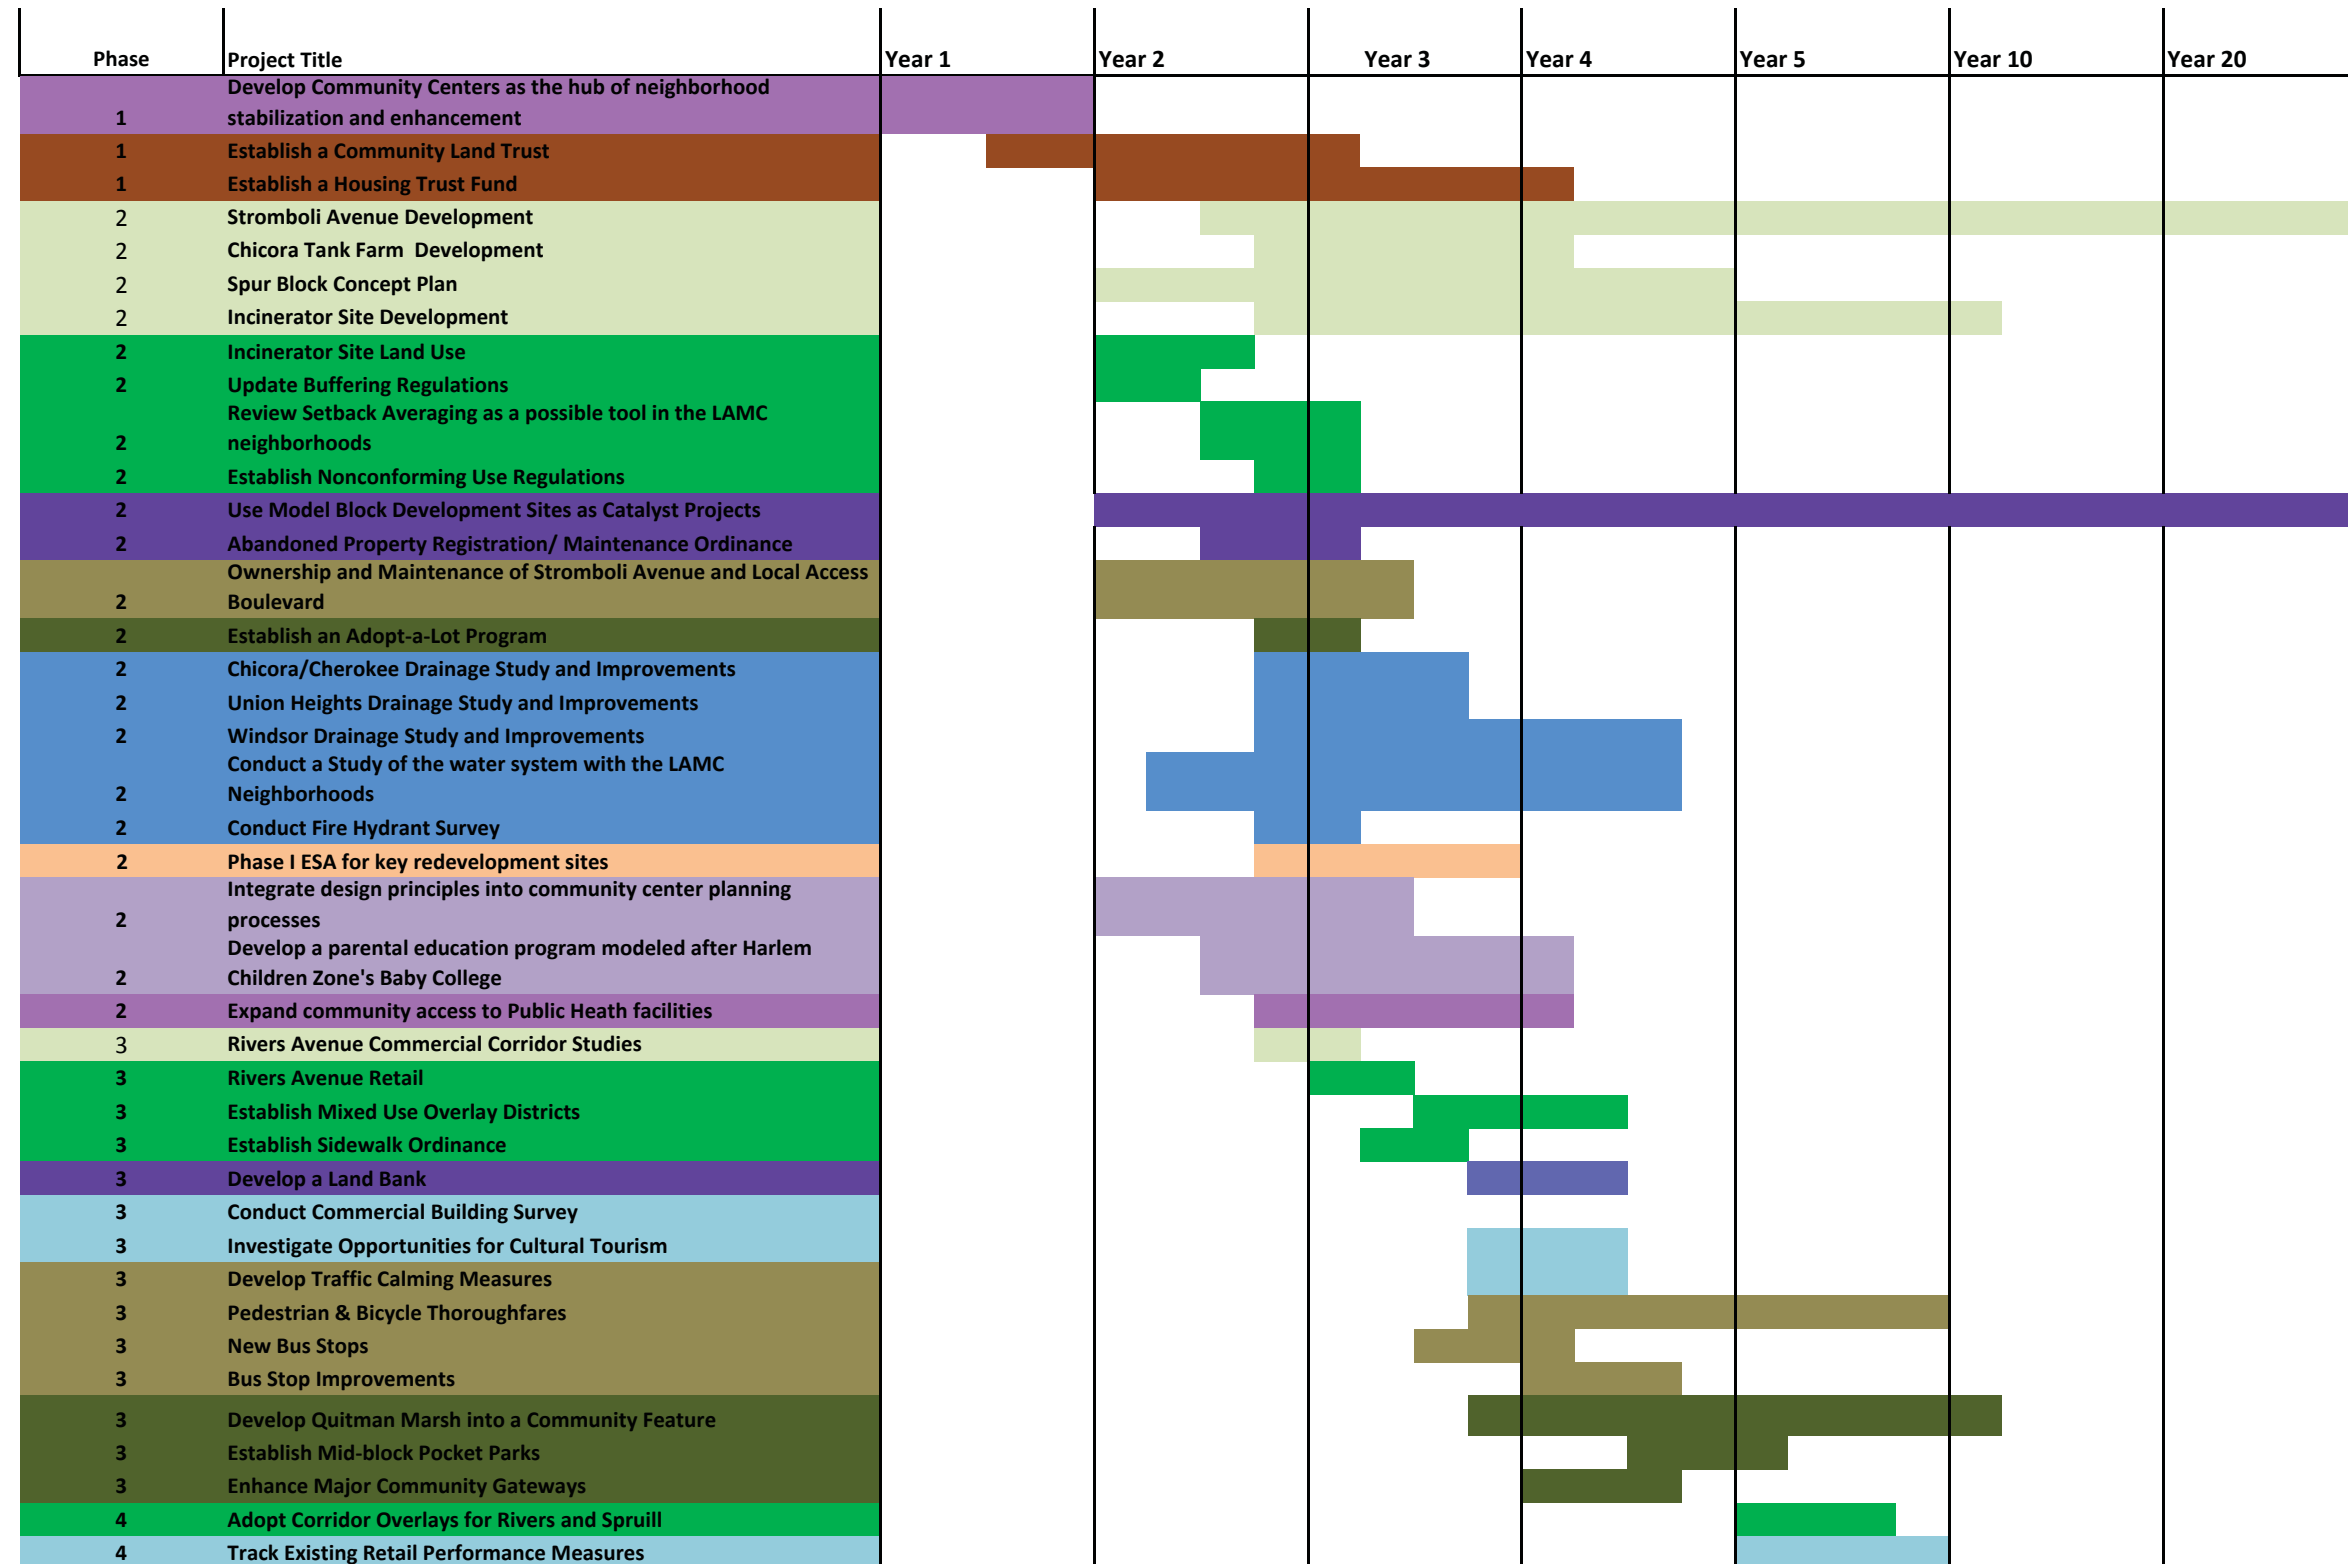 Phase Project Title Year 1 Year 2 Year 3 Year 4 Year 5 Year 10 Year 20
Develop Community Centers as the hub of neighborhood
1 stabilization and enhancement
1 Establish a Community Land Trust
1 Establish a Housing Trust Fund
2 Stromboli Avenue Development
2 Chicora Tank Farm Development
2 Spur Block Concept Plan
2 Incinerator Site Development
2 Incinerator Site Land Use
2 Update Buffering Regulations
Review Setback Averaging as a possible tool in the LAMC
2 neighborhoods
2 Establish Nonconforming Use Regulations
2 Use Model Block Development Sites as Catalyst Projects
2 Abandoned Property Registration/ Maintenance Ordinance
Ownership and Maintenance of Stromboli Avenue and Local Access
2 Boulevard
2 Establish an Adopt-a-Lot Program
2 Chicora/Cherokee Drainage Study and Improvements
2 Union Heights Drainage Study and Improvements
2 Windsor Drainage Study and Improvements
Conduct a Study of the water system with the LAMC
2 Neighborhoods
2 Conduct Fire Hydrant Survey
2 Phase I ESA for key redevelopment sites
Integrate design principles into community center planning
2 processes
Develop a parental education program modeled after Harlem
2 Children Zone's Baby College
2 Expand community access to Public Heath facilities
3 Rivers Avenue Commercial Corridor Studies
3 Rivers Avenue Retail
3 Establish Mixed Use Overlay Districts
3 Establish Sidewalk Ordinance
3 Develop a Land Bank
3 Conduct Commercial Building Survey
3 Investigate Opportunities for Cultural Tourism
3 Develop Traffic Calming Measures
3 Pedestrian & Bicycle Thoroughfares
3 New Bus Stops
3 Bus Stop Improvements
3 Develop Quitman Marsh into a Community Feature
3 Establish Mid-block Pocket Parks
3 Enhance Major Community Gateways
4 Adopt Corridor Overlays for Rivers and Spruill
4 Track Existing Retail Performance Measures